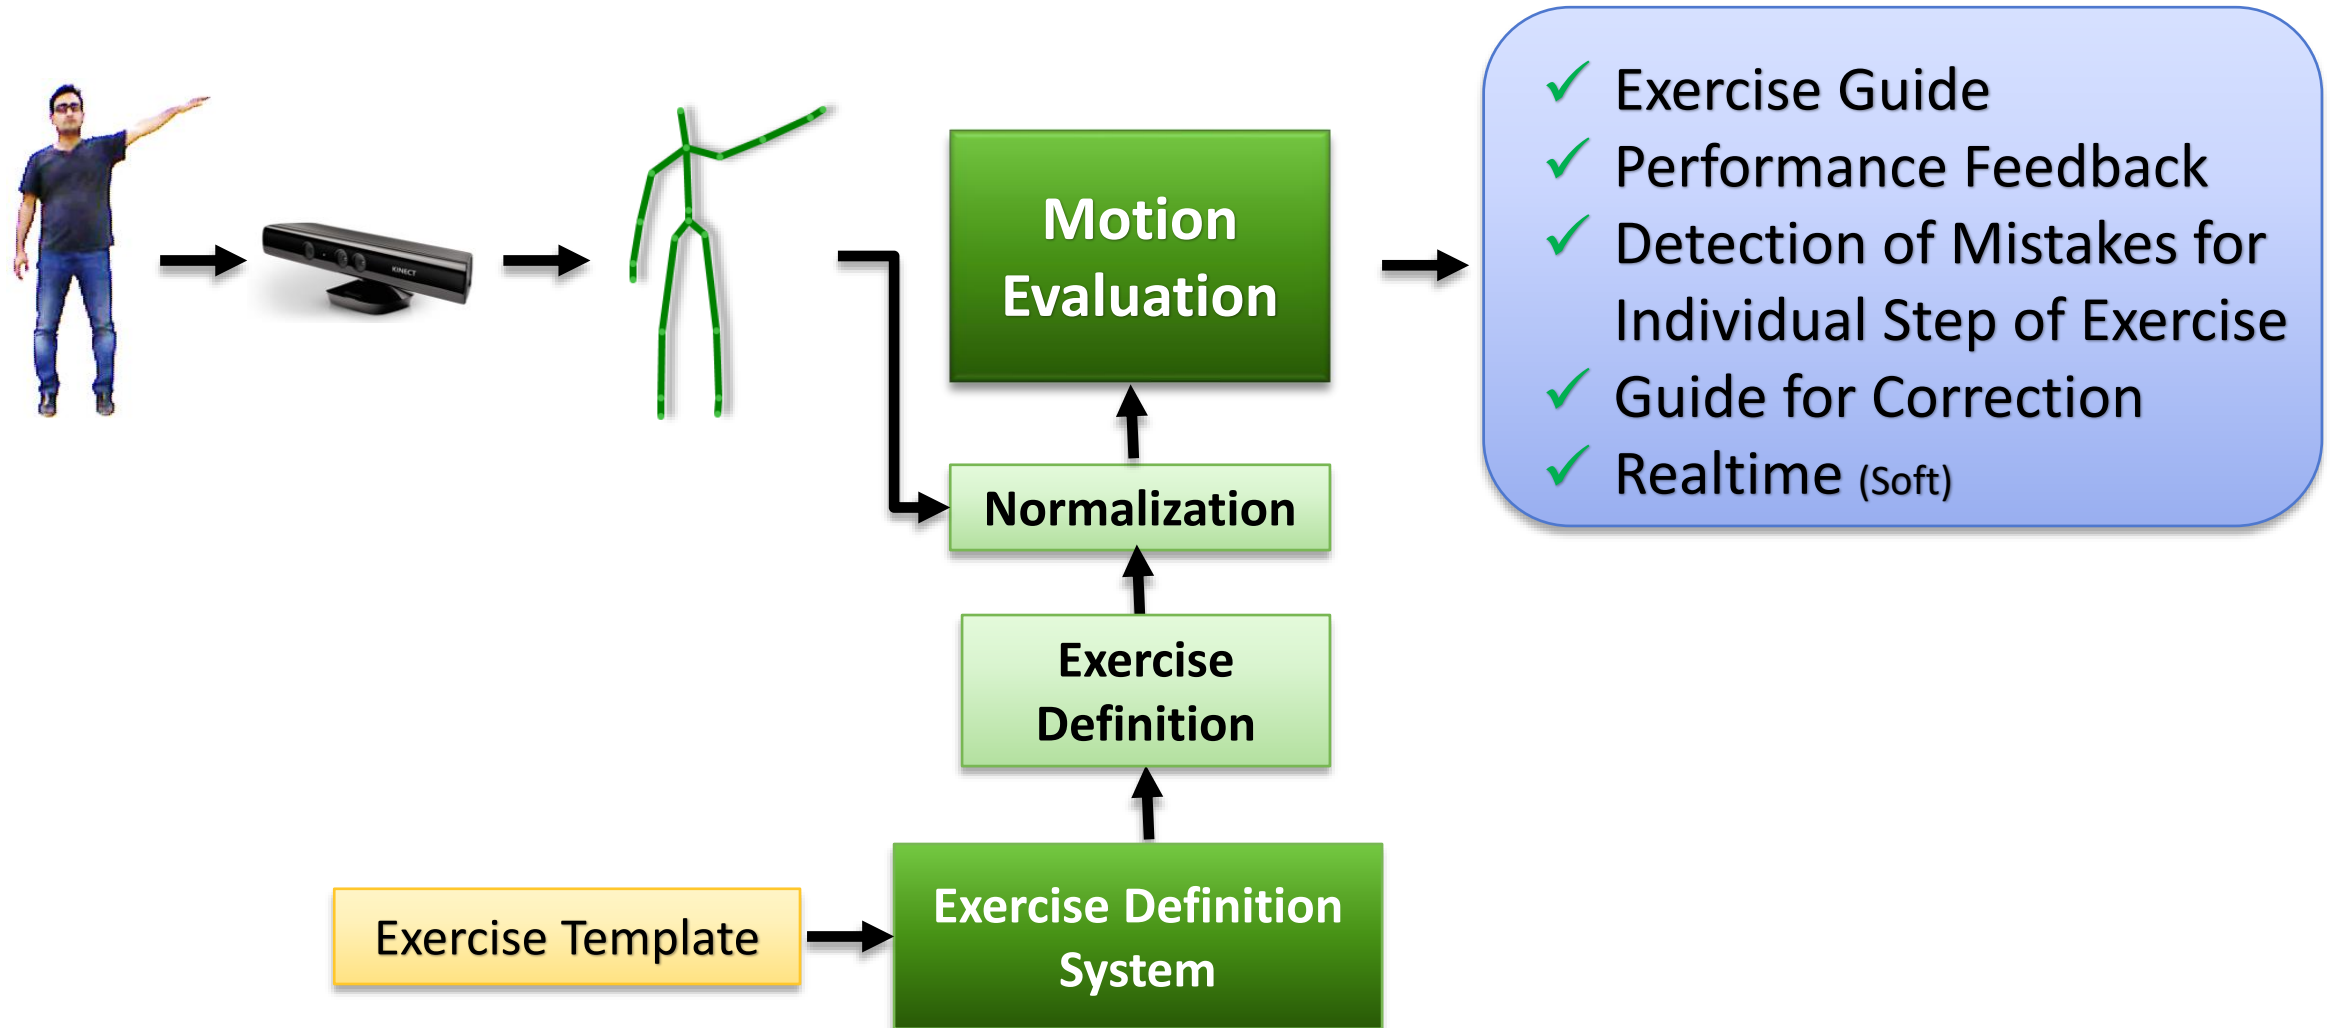 KINECT
Motion
Evaluation
Exercise Guide
Performance Feedback
Detection of Mistakes for
Individual Step of Exercise
Guide for Correction
Realtime (Soft)
Normalization
Exercise
Definition
Exercise Template
Exercise Definition
System